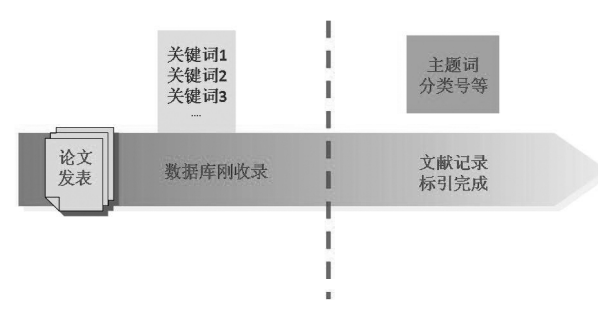 关键词1
关键词2
关键词3
....
主题词
分类号等
论文
发表
数据库刚收录
文献记录
标引完成